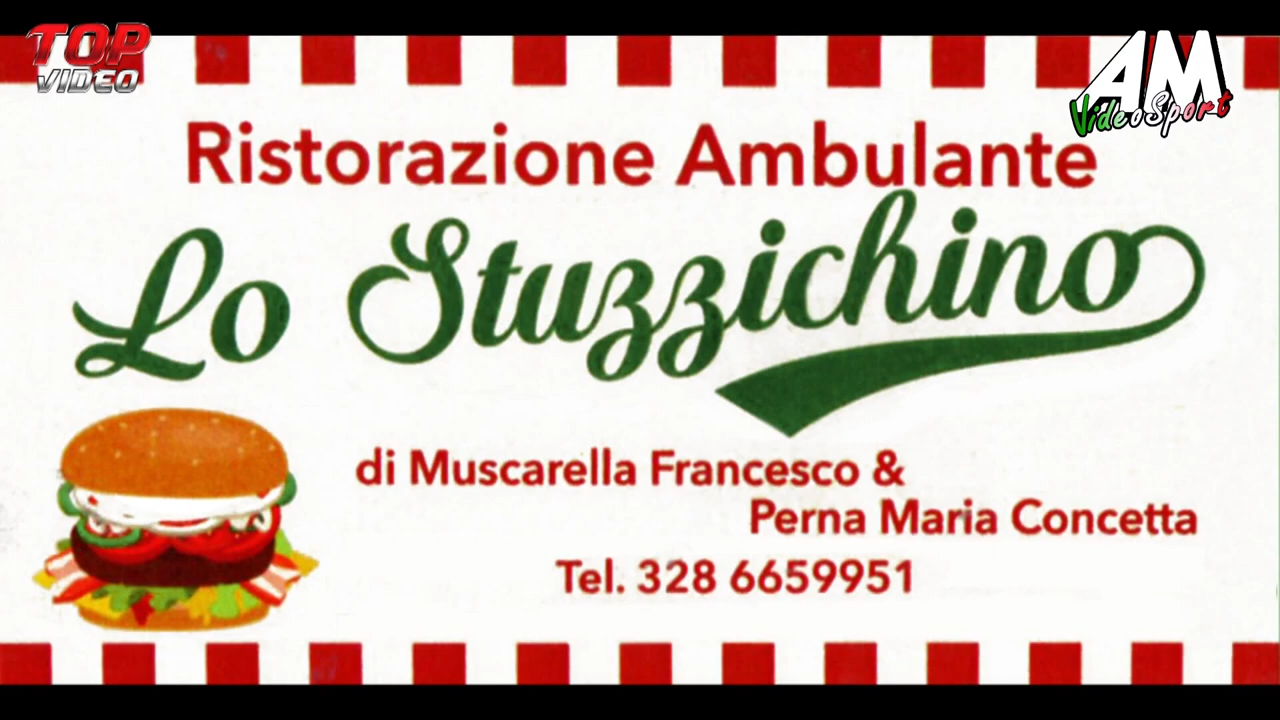 TOP
VIDEO
AM
VideoSport
Ristorazione Ambulante
Lo Stuzzichino
di Muscarella Francesco &
Perna Maria Concetta
Tel. 328 6659951